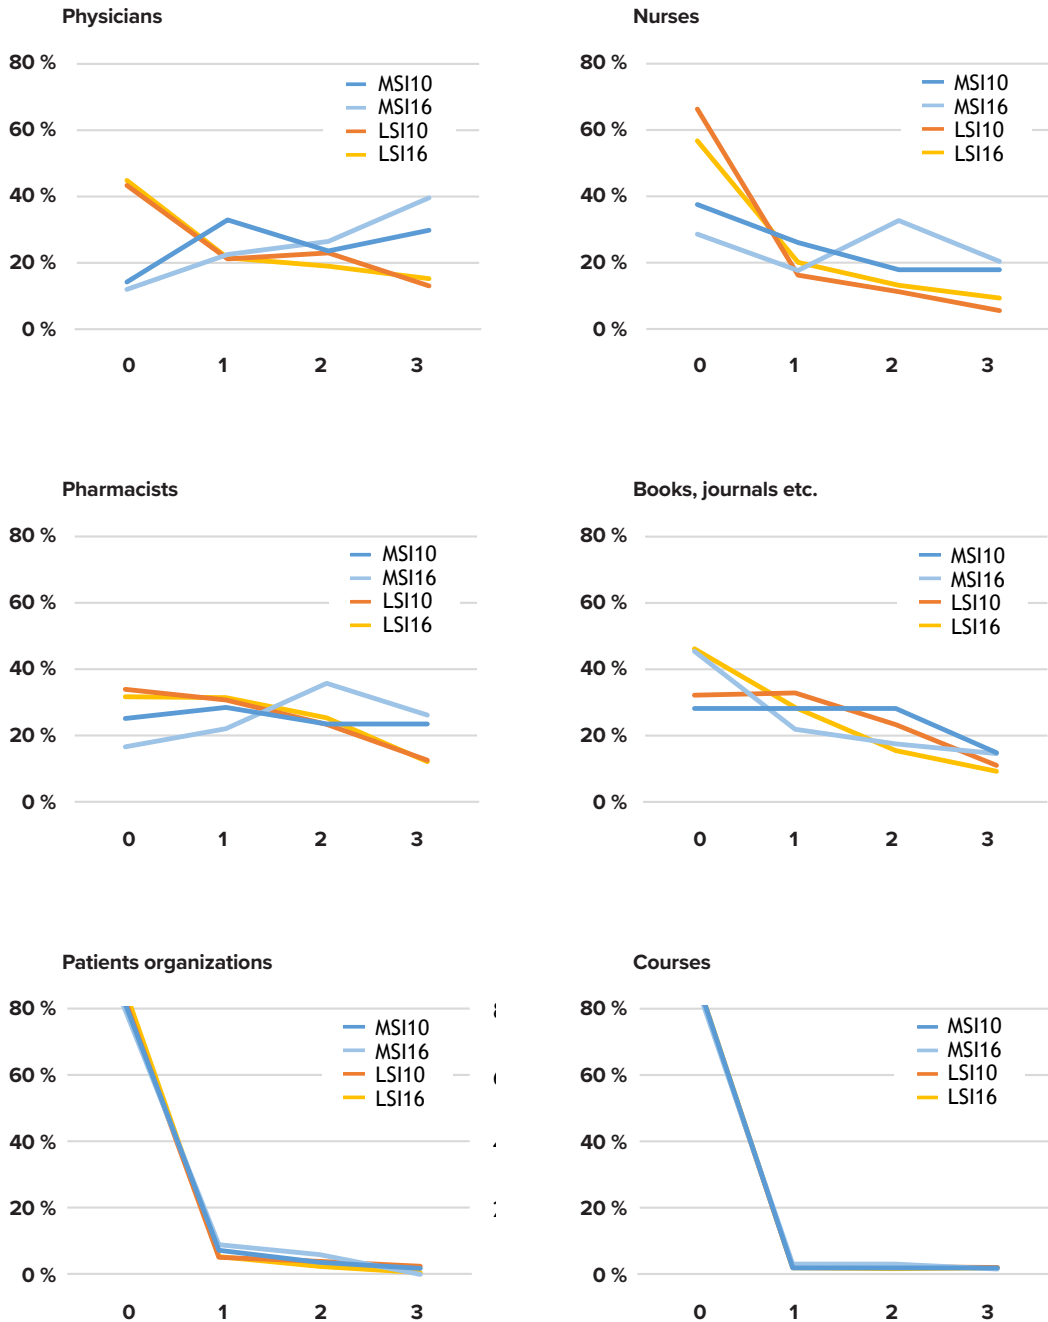 Physicians
80 %
60 %
40 %
20 %
0 %
MSI10
MSI16
LSI10
LSI16
0 1 2 3
Nurses
80 %
60 %
40 %
20 %
0 %
MSI10
MSI16
LSI10
LSI16
0 1 2 3
Pharmacists
80 %
60 %
40 %
20 %
0 %
MSI10
MSI16
LSI10
LSI16
0 1 2 3
Books, journals etc.
80 %
60 %
40 %
20 %
0 %
MSI10
MSI16
LSI10
LSI16
0 1 2 3
Patients organizations
80 %
60 %
40 %
20 %
0 %
MSI10
MSI16
LSI10
LSI16
0 1 2 3
Courses
80 %
60 %
40 %
20 %
0 %
MSI10
MSI16
LSI10
LSI16
0 1 2 3